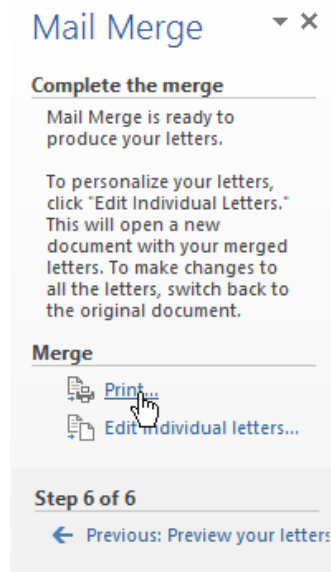 Mail Merge
Complete the merge
Mail Merge is ready to
produce your letters.
To personalize your letters,
click "Edit Individual Letters."
This will open a new
document with your merged
letters. To make changes to
all the letters, switch back to
the original document.
Merge
Print...
Edit individual letters...
Step 6 of 6
Previous: Preview your letters